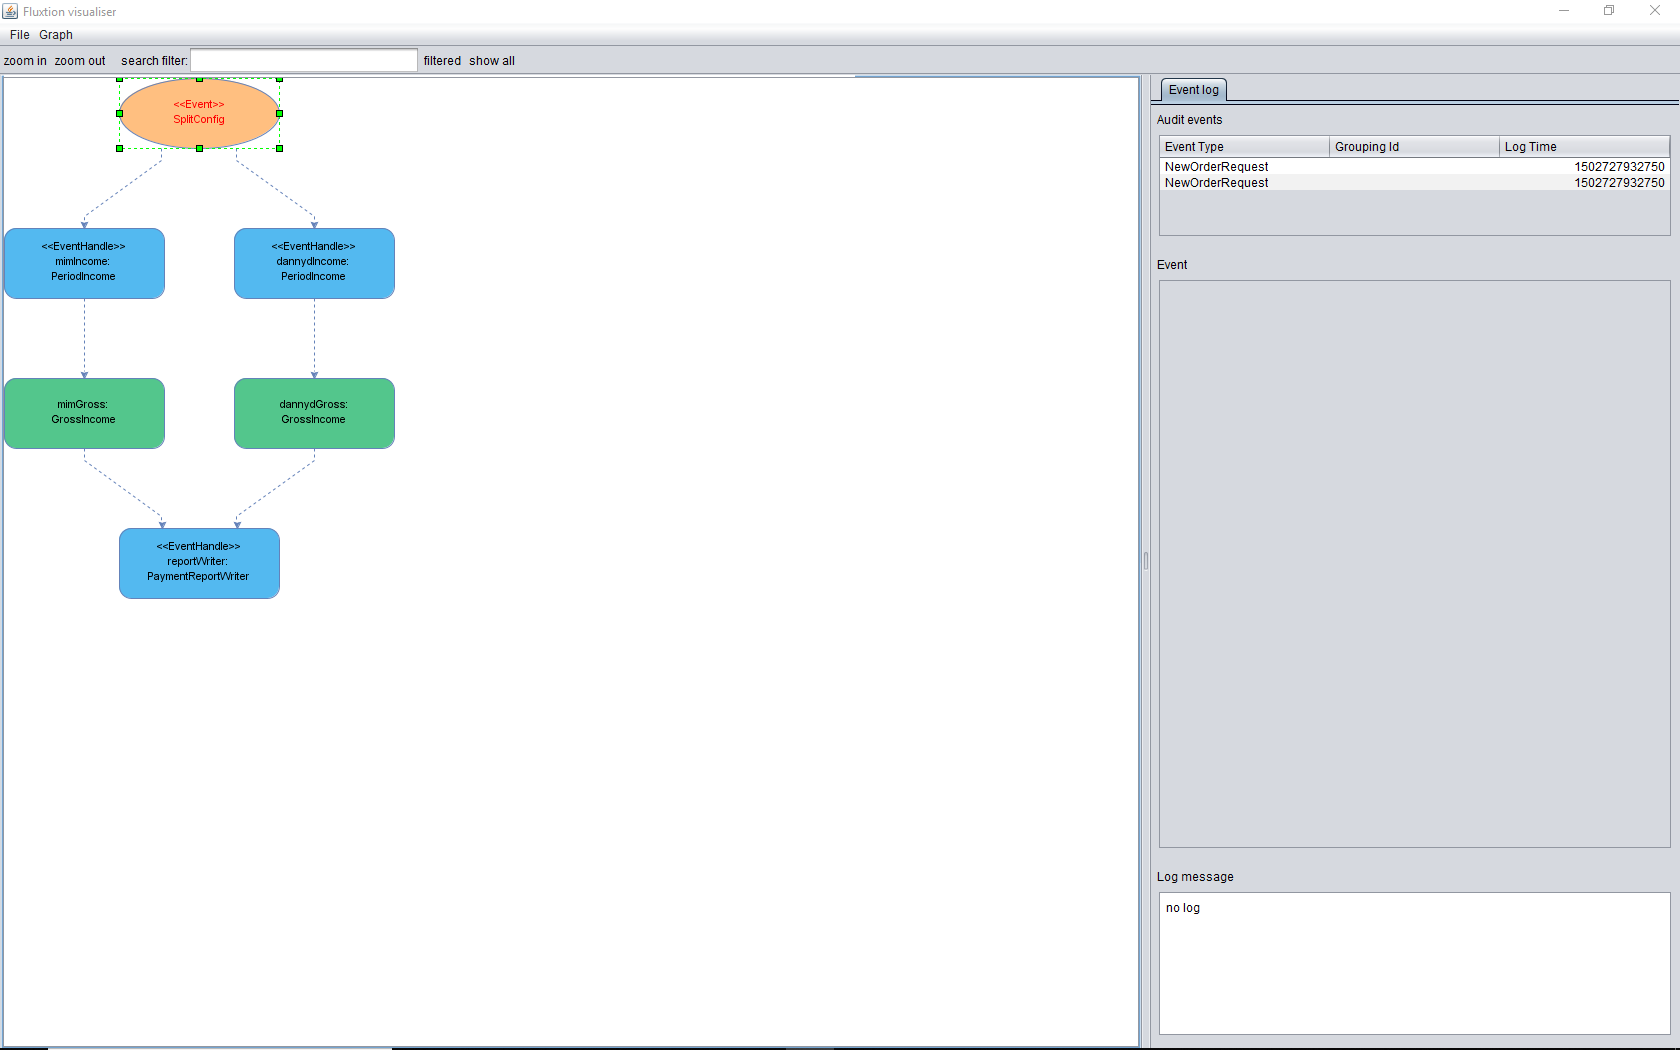 Fluxtion visualiser
File Graph
zoom in zoom out search filter: filtered show all
<<Event>>
SplitConfig
<<EventHandle>>
mimIncome:
PeriodIncome
<<EventHandle>>
dannydIncome:
PeriodIncome
mimGross:
GrossIncome
dannydGross:
GrossIncome
<<EventHandle>>
reportWriter:
PaymentReportWriter
Event log
Audit events
Event Type Grouping Id Log Time
NewOrderRequest 1502727932750
NewOrderRequest 1502727932750
Event
Log message
no log